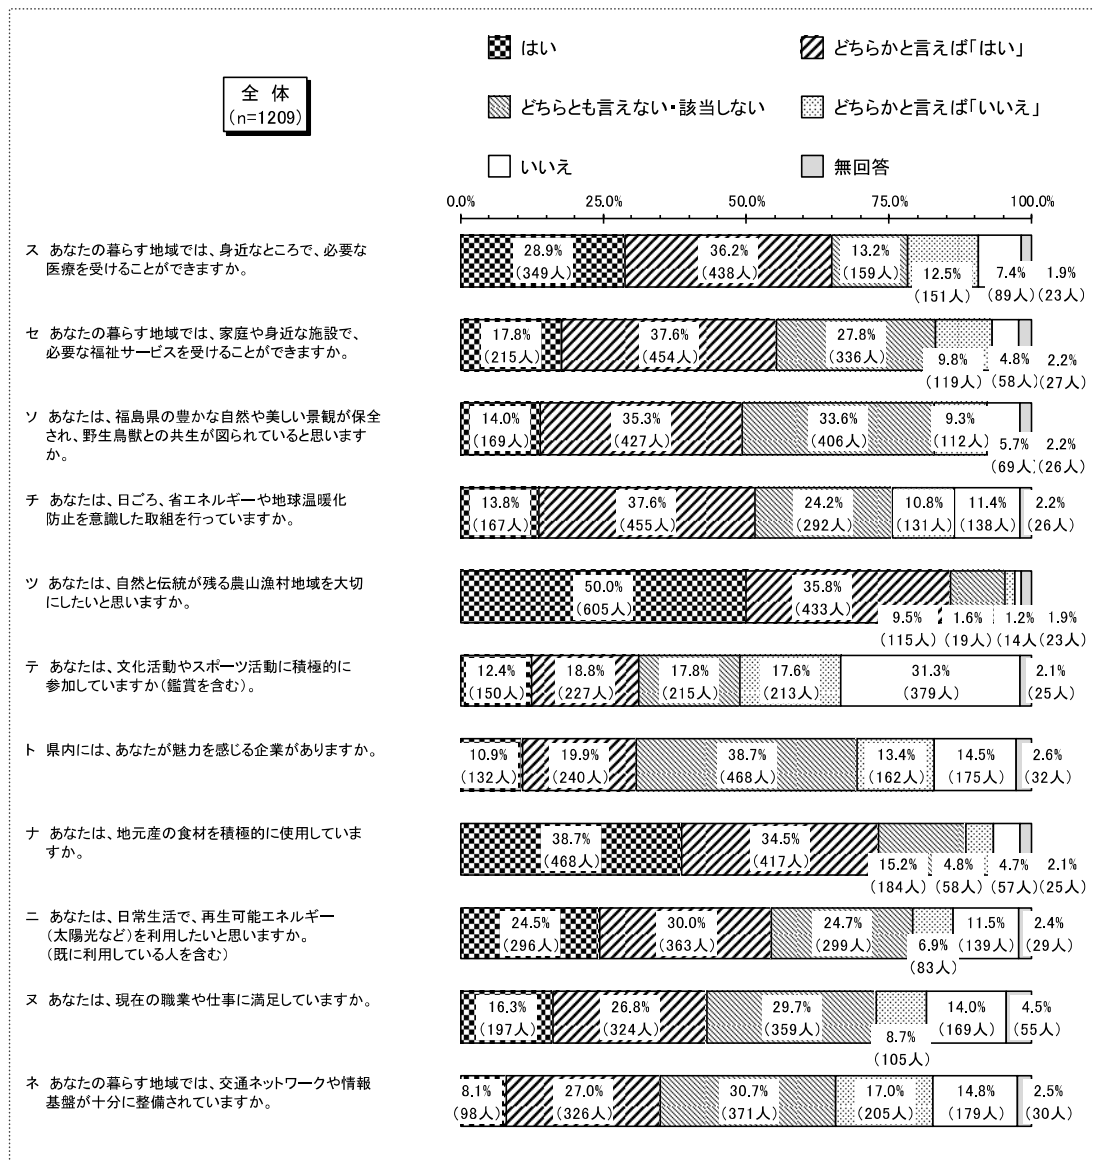 はい
どちらかと言えば「はい」
全 体
(n=1209)
どちらとも言えない・該当しない
どちらかと言えば「いいえ」
いいえ
無回答
0.0% 25.0% 50.0% 75.0% 100.0%
ス あなたの暮らす地域では、身近なところで、必要な
医療を受けることができますか。
28.9% 36.2% 13.2% 12.5% 7.4% 1.9%
(349人) (438人) (159人) (151人) (89人) (23人)
セ あなたの暮らす地域では、家庭や身近な施設で、
必要な福祉サービスを受けることができますか。
17.8% 37.6% 27.8% 9.8% 4.8% 2.2%
(215人) (454人) (336人) (119人) (58人) (27人)
ソ あなたは、福島県の豊かな自然や美しい景観が保全
され、野生鳥獣との共生が図られていると思います
か。
14.0% 35.3% 33.6% 9.3% 5.7% 2.2%
(169人) (427人) (406人) (112人) (69人) (26人)
チ あなたは、日ごろ、省エネルギーや地球温暖化
防止を意識した取組を行っていますか。
13.8% 37.6% 24.2% 10.8% 11.4% 2.2%
(167人) (455人) (292人) (131人) (138人) (26人)
ツ あなたは、自然と伝統が残る農山漁村地域を大切
にしたいと思いますか。
50.0% 35.8% 9.5% 1.6% 1.2% 1.9%
(605人) (433人) (115人) (19人) (14人) (23人)
テ あなたは、文化活動やスポーツ活動に積極的に
参加していますか(鑑賞を含む)。
12.4% 18.8% 17.8% 17.6% 31.3% 2.1%
(150人) (227人) (215人) (213人) (379人) (25人)
ト 県内には、あなたが魅力を感じる企業がありますか。
10.9% 19.9% 38.7% 13.4% 14.5% 2.6%
(132人) (240人) (468人) (162人) (175人) (32人)
ナ あなたは、地元産の食材を積極的に使用していま
すか。
38.7% 34.5% 15.2% 4.8% 4.7% 2.1%
(468人) (417人) (184人) (58人) (57人) (25人)
ニ あなたは、日常生活で、再生可能エネルギー
(太陽光など)を利用したいと思いますか。
(既に利用している人を含む)
24.5% 30.0% 24.7% 6.9% 11.5% 2.4%
(296人) (363人) (299人) (83人) (139人) (29人)
ヌ あなたは、現在の職業や仕事に満足していますか。
16.3% 26.8% 29.7% 8.7% 14.0% 4.5%
(197人) (324人) (359人) (105人) (169人) (55人)
ネ あなたの暮らす地域では、交通ネットワークや情報
基盤が十分に整備されていますか。
8.1% 27.0% 30.7% 17.0% 14.8% 2.5%
(98人) (326人) (371人) (205人) (179人) (30人)